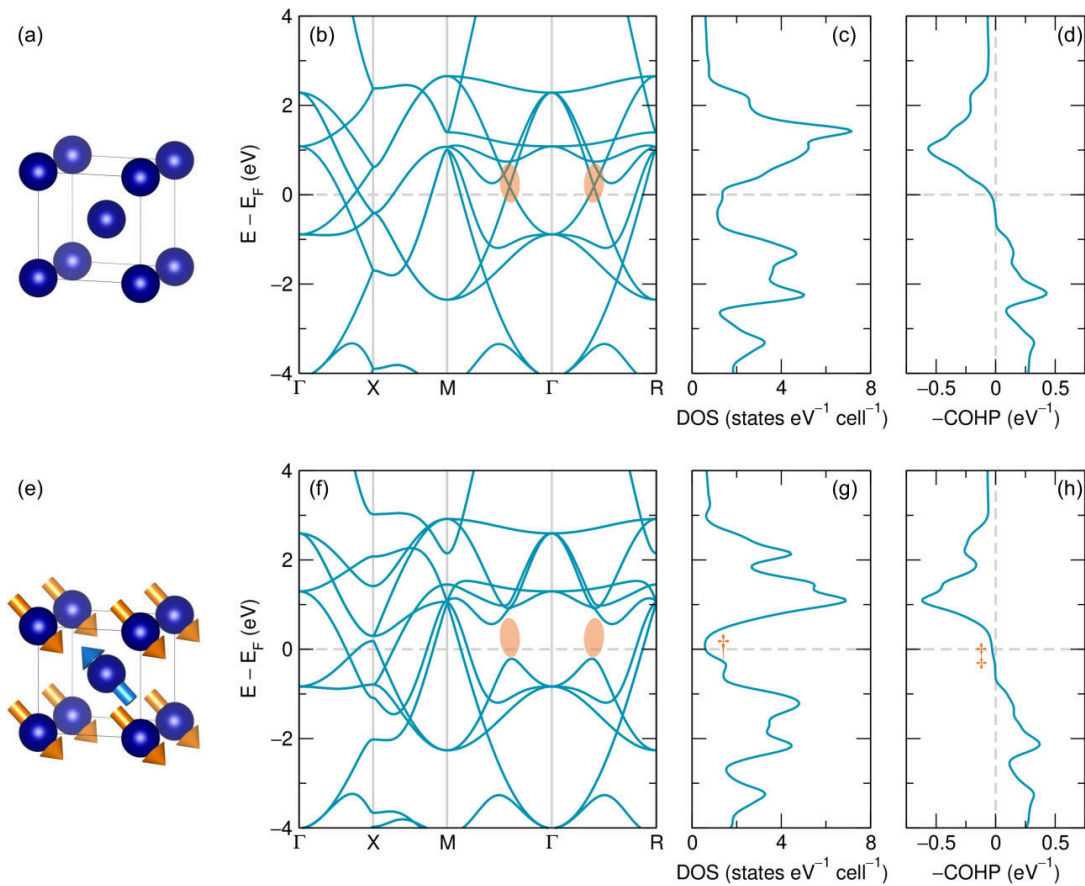 (a)
(b)
(c)
(d)
4
2
0
−2
−4
E − E_F (eV)
Γ X M Γ R
0 4 8
DOS (states eV⁻¹ cell⁻¹)
−0.5 0 0.5
−COHP (eV⁻¹)
(e)
(f)
(g)
(h)
4
2
0
−2
−4
E − E_F (eV)
†
‡
Γ X M Γ R
0 4 8
DOS (states eV⁻¹ cell⁻¹)
−0.5 0 0.5
−COHP (eV⁻¹)